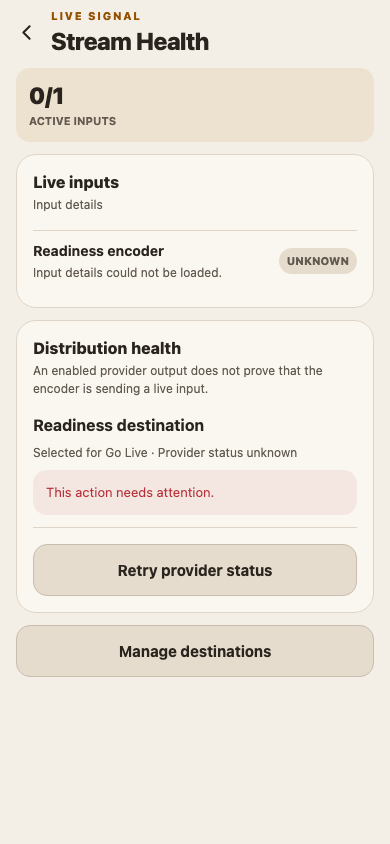 LIVE SIGNAL
Stream Health
0/1
ACTIVE INPUTS
Live inputs
Input details
Readiness encoder
Input details could not be loaded.
UNKNOWN
Distribution health
An enabled provider output does not prove that the
encoder is sending a live input.
Readiness destination
Selected for Go Live · Provider status unknown
This action needs attention.
Retry provider status
Manage destinations